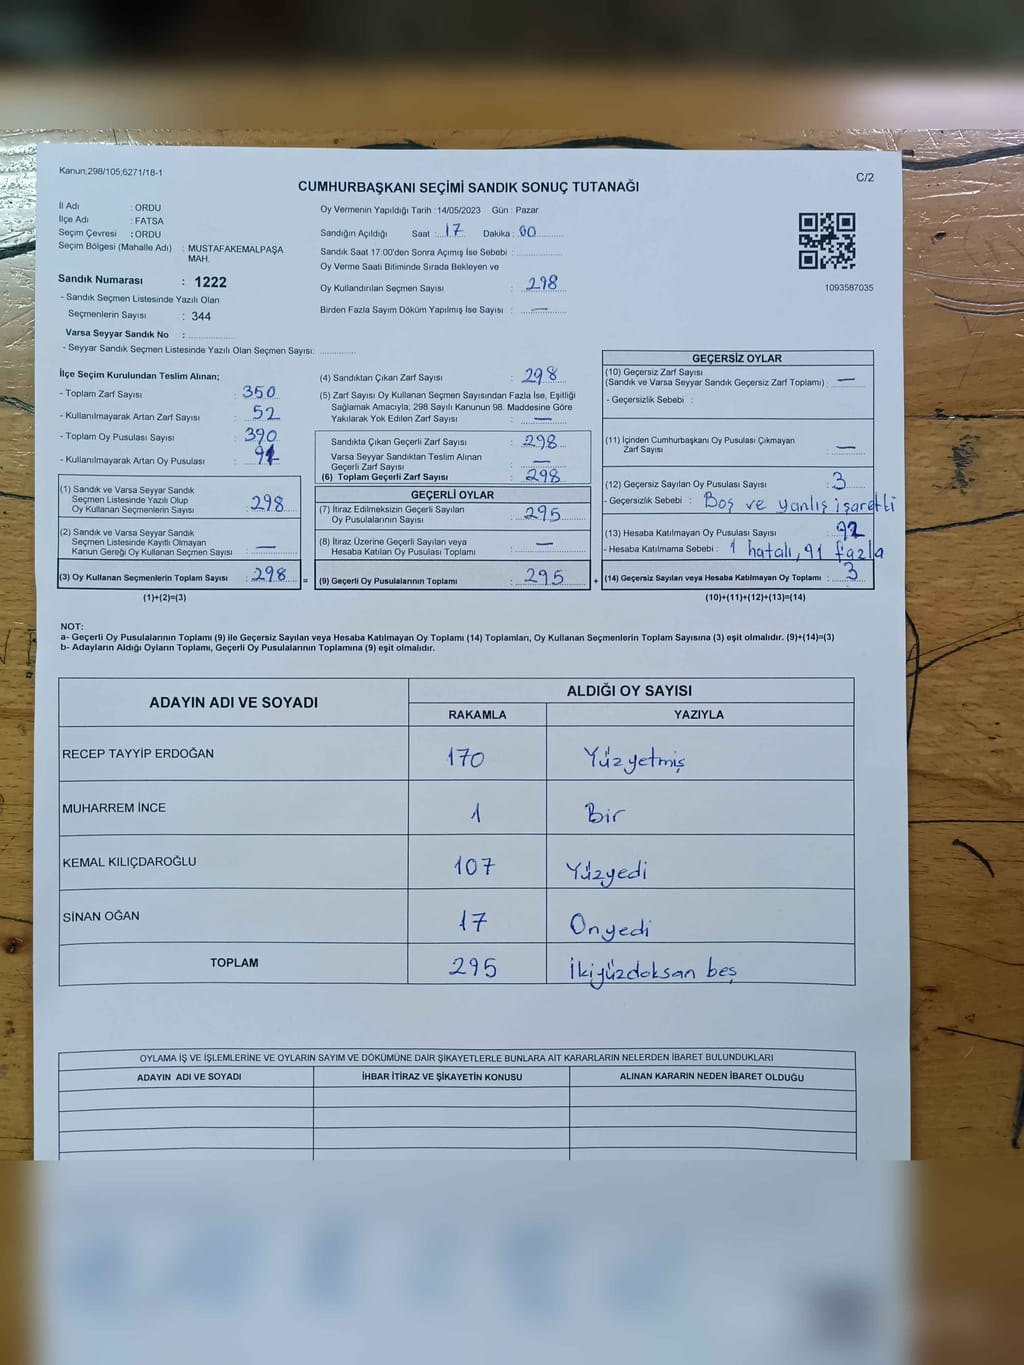 Kanun;298/105;6271/18-1
C/2
CUMHURBAŞKANI SEÇİMİ SANDIK SONUÇ TUTANAĞI
İl Adı : ORDU
İlçe Adı : FATSA
Seçim Çevresi : ORDU
Seçim Bölgesi (Mahalle Adı) : MUSTAFAKEMALPAŞA
MAH.
Sandık Numarası : 1222
- Sandık Seçmen Listesinde Yazılı Olan
Seçmenlerin Sayısı : 344
Varsa Seyyar Sandık No : ..............
- Seyyar Sandık Seçmen Listesinde Yazılı Olan Seçmen Sayısı: ............
Oy Vermenin Yapıldığı Tarih : 14/05/2023 Gün : Pazar
Sandığın Açıldığı Saat : 17 Dakika : 00
Sandık Saat 17:00'den Sonra Açımış İse Sebebi : ..............
Oy Verme Saati Bitiminde Sırada Bekleyen ve
Oy Kullandırılan Seçmen Sayısı : 298
Birden Fazla Sayım Döküm Yapılmış İse Sayısı : —
1093587035
İlçe Seçim Kurulundan Teslim Alınan;
- Toplam Zarf Sayısı : 350
- Kullanılmayarak Artan Zarf Sayısı : 52
- Toplam Oy Pusulası Sayısı : 390
- Kullanılmayarak Artan Oy Pusulası :
(1) Sandık ve Varsa Seyyar Sandık
Seçmen Listesinde Yazılı Olup
Oy Kullanan Seçmenlerin Sayısı : 298
(2) Sandık ve Varsa Seyyar Sandık
Seçmen Listesinde Kayıtlı Olmayan
Kanun Gereği Oy Kullanan Seçmen Sayısı : —
(3) Oy Kullanan Seçmenlerin Toplam Sayısı : 298 =
(1)+(2)=(3)
(4) Sandıktan Çıkan Zarf Sayısı : 298
(5) Zarf Sayısı Oy Kullanan Seçmen Sayısından Fazla İse, Eşitliği
Sağlamak Amacıyla; 298 Sayılı Kanunun 98. Maddesine Göre
Yakılarak Yok Edilen Zarf Sayısı : —
Sandıkta Çıkan Geçerli Zarf Sayısı : 298
Varsa Seyyar Sandıktan Teslim Alınan
Geçerli Zarf Sayısı : —
(6) Toplam Geçerli Zarf Sayısı : 298
GEÇERLİ OYLAR
(7) İtiraz Edilmeksizin Geçerli Sayılan
Oy Pusulalarının Sayısı : 295
(8) İtiraz Üzerine Geçerli Sayılan veya
Hesaba Katılan Oy Pusulası Toplamı : —
(9) Geçerli Oy Pusulalarının Toplamı : 295 +
GEÇERSİZ OYLAR
(10) Geçersiz Zarf Sayısı
(Sandık ve Varsa Seyyar Sandık Geçersiz Zarf Toplamı) : —
- Geçersizlik Sebebi :
(11) İçinden Cumhurbaşkanı Oy Pusulası Çıkmayan
Zarf Sayısı : —
(12) Geçersiz Sayılan Oy Pusulası Sayısı : 3
- Geçersizlik Sebebi : Boş ve yanlış işaretli
(13) Hesaba Katılmayan Oy Pusulası Sayısı : 92
- Hesaba Katılmama Sebebi : 1 hatalı, 91 fazla
(14) Geçersiz Sayılan veya Hesaba Katılmayan Oy Toplamı : 3
(10)+(11)+(12)+(13)=(14)
NOT:
a- Geçerli Oy Pusulalarının Toplamı (9) ile Geçersiz Sayılan veya Hesaba Katılmayan Oy Toplamı (14) Toplamları, Oy Kullanan Seçmenlerin Toplam Sayısına (3) eşit olmalıdır. (9)+(14)=(3)
b- Adayların Aldığı Oyların Toplamı, Geçerli Oy Pusulalarının Toplamına (9) eşit olmalıdır.
ADAYIN ADI VE SOYADI ALDIĞI OY SAYISI
RAKAMLA YAZIYLA
RECEP TAYYİP ERDOĞAN 170 Yüzyetmiş
MUHARREM İNCE 1 Bir
KEMAL KILIÇDAROĞLU 107 Yüzyedi
SİNAN OĞAN 17 Onyedi
TOPLAM 295 İkiyüzdoksan beş
OYLAMA İŞ VE İŞLEMLERİNE VE OYLARIN SAYIM VE DÖKÜMÜNE DAİR ŞİKAYETLERLE BUNLARA AİT KARARLARIN NELERDEN İBARET BULUNDUKLARI
ADAYIN ADI VE SOYADI İHBAR İTİRAZ VE ŞİKAYETİN KONUSU ALINAN KARARIN NEDEN İBARET OLDUĞU